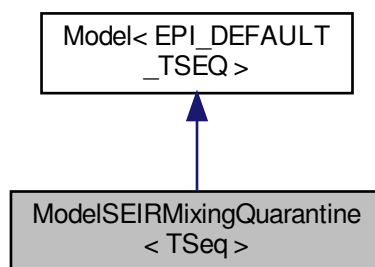 Model< EPI_DEFAULT
_TSEQ >
ModelSEIRMixingQuarantine
< TSeq >